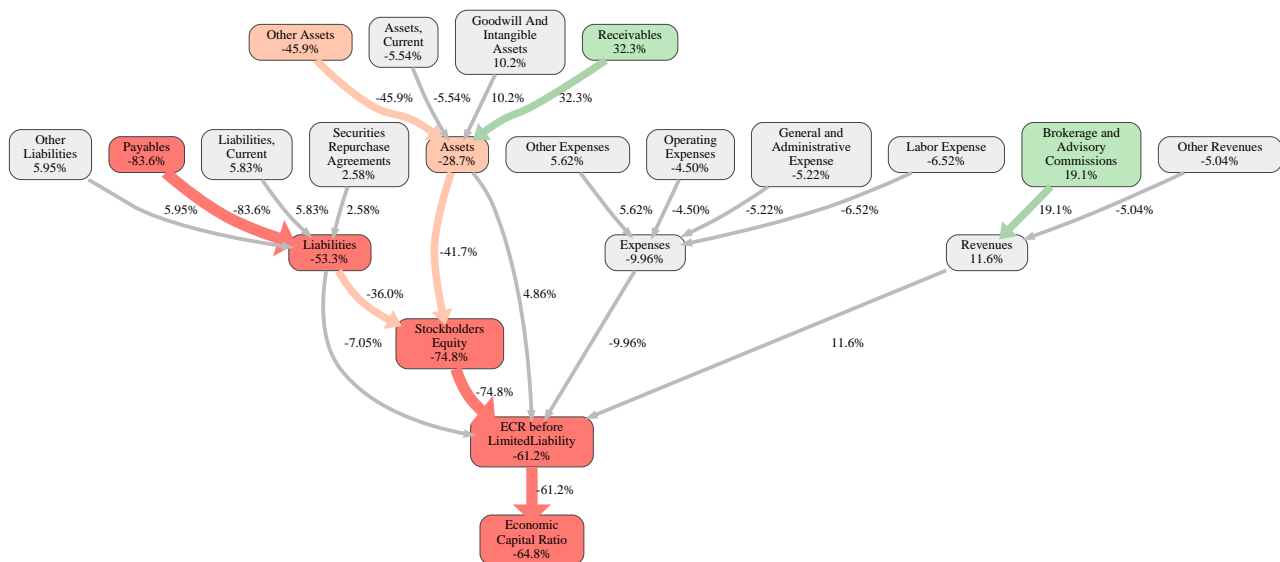 Other Assets
-45.9%
Assets,
Current
-5.54%
Goodwill And
Intangible
Assets
10.2%
Receivables
32.3%
-45.9%
-5.54%
10.2%
32.3%
Other
Liabilities
5.95%
Payables
-83.6%
Liabilities,
Current
5.83%
Securities
Repurchase
Agreements
2.58%
Assets
-28.7%
Other Expenses
5.62%
Operating
Expenses
-4.50%
General and
Administrative
Expense
-5.22%
Labor Expense
-6.52%
Brokerage and
Advisory
Commissions
19.1%
Other Revenues
-5.04%
5.95%
-83.6%
5.83%
2.58%
5.62%
-4.50%
-5.22%
-6.52%
19.1%
-5.04%
Liabilities
-53.3%
-41.7%
Expenses
-9.96%
Revenues
11.6%
-36.0%
4.86%
Stockholders
Equity
-74.8%
-7.05%
-9.96%
11.6%
-74.8%
ECR before
LimitedLiability
-61.2%
-61.2%
Economic
Capital Ratio
-64.8%